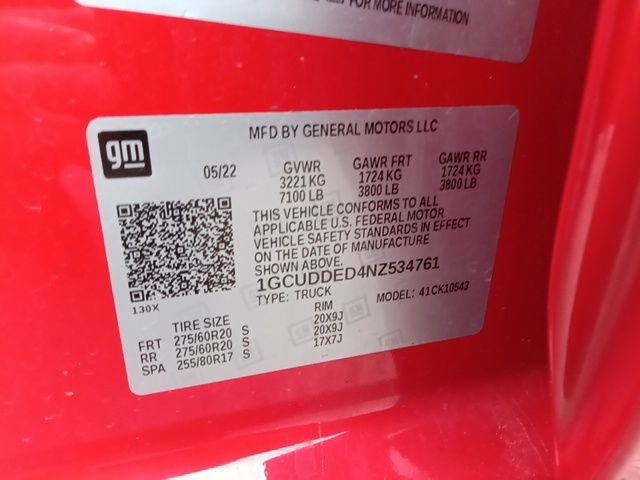 FOR MORE INFORMATION
gm
MFD BY GENERAL MOTORS LLC
05/22 GVWR GAWR FRT GAWR RR
3221 KG 1724 KG 1724 KG
7100 LB 3800 LB 3800 LB
THIS VEHICLE CONFORMS TO ALL
APPLICABLE U.S. FEDERAL MOTOR
VEHICLE SAFETY STANDARDS IN EFFECT
ON THE DATE OF MANUFACTURE
SHOWN ABOVE.
1GCUDDED4NZ534761
TYPE: TRUCK MODEL: 41CK10543
130X
TIRE SIZE RIM
FRT 275/60R20 S 20X9J
RR 275/60R20 S 20X9J
SPA 255/80R17 S 17X7J